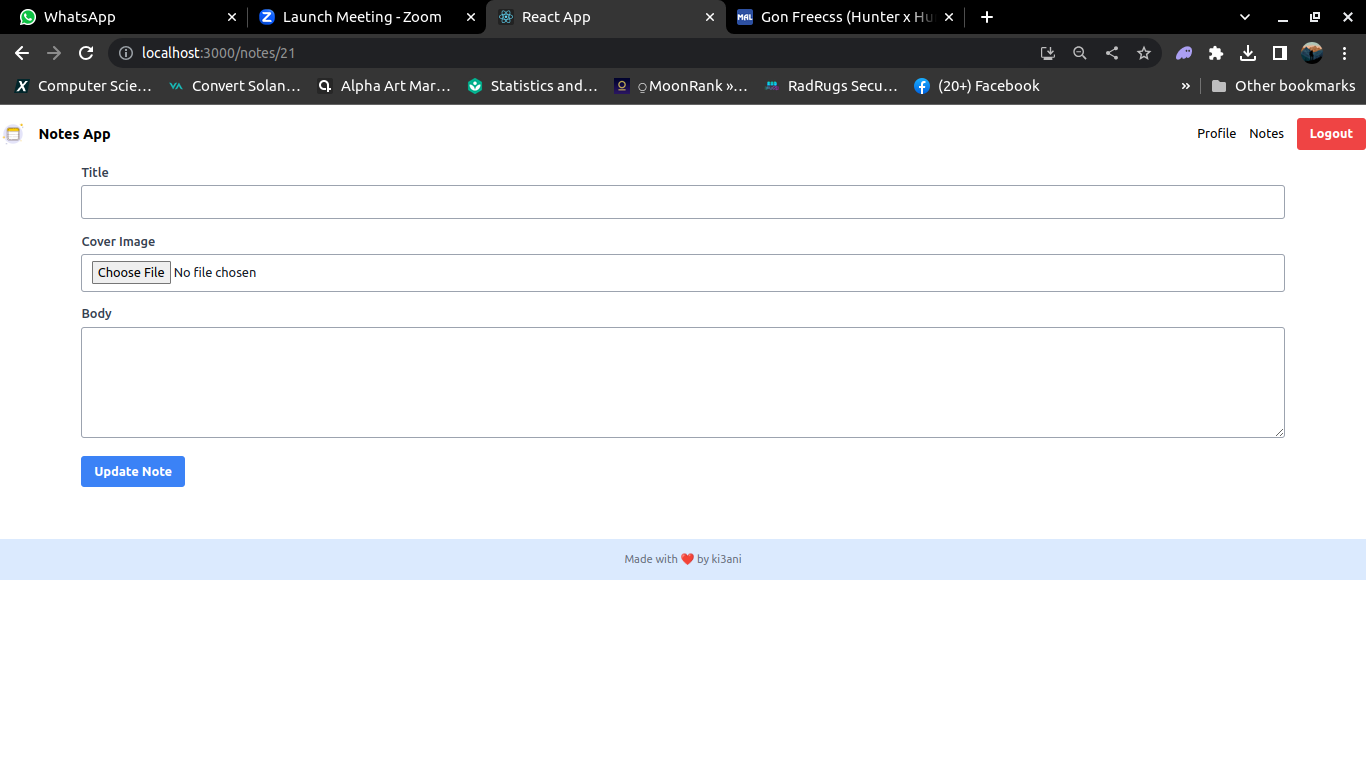 WhatsApp
Launch Meeting - Zoom
React App
Gon Freecss (Hunter x Hu
localhost:3000/notes/21
Computer Scie...
Convert Solan...
Alpha Art Mar...
Statistics and...
MoonRank »...
RadRugs Secu...
(20+) Facebook
»
Other bookmarks
Notes App
Profile
Notes
Logout
Title
Cover Image
Choose File No file chosen
Body
Update Note
Made with ❤️ by ki3ani